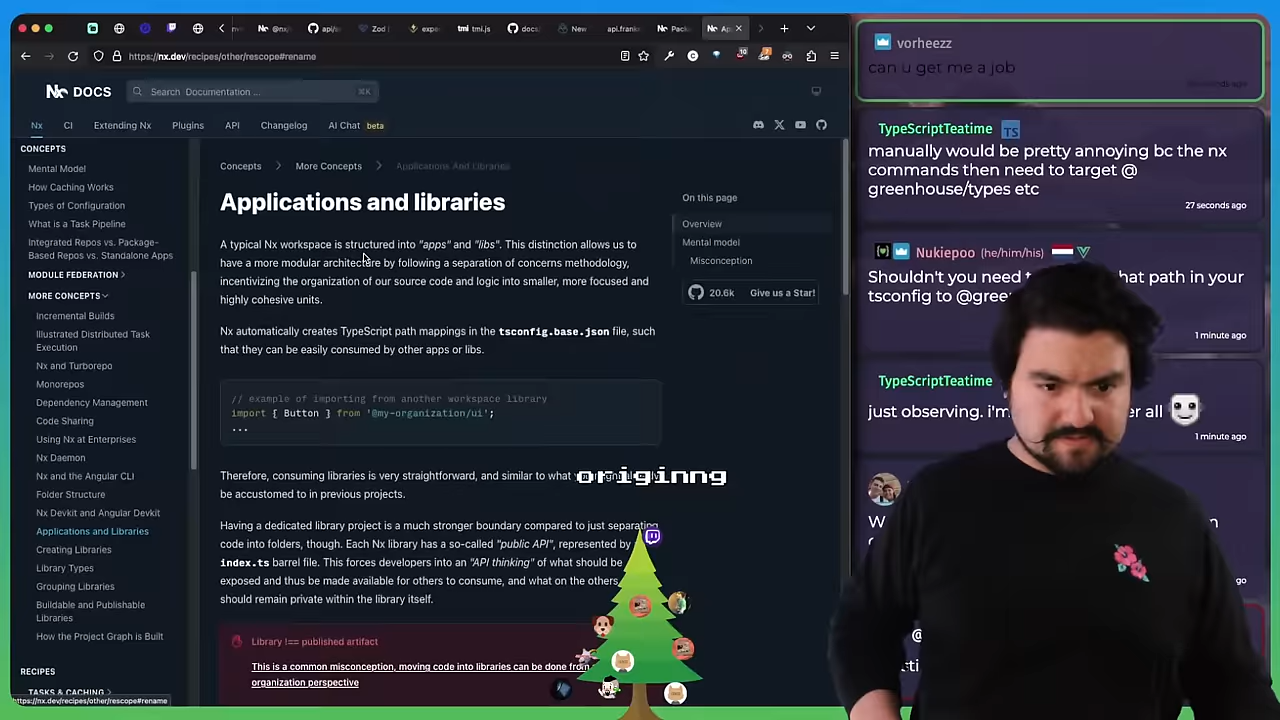 @nx/
api/se
Zod
expo
tmi tmi.js
docs:
New
api.franke
Pack
Ap
https://nx.dev/recipes/other/rescope#rename
10
DOCS
Search Documentation ...
⌘K
Nx
CI
Extending Nx
Plugins
Venue
API
Changelog
AI Chat beta
CONCEPTS
Mental Model
How Caching Works
Types of Configuration
What is a Task Pipeline
Integrated Repos vs. Package-
Based Repos vs. Standalone Apps
MODULE FEDERATION
MORE CONCEPTS
Incremental Builds
Illustrated Distributed Task
Execution
Nx and Turborepo
Monorepos
Dependency Management
Code Sharing
Using Nx at Enterprises
Nx Daemon
Nx and the Angular CLI
Folder Structure
Nx Devkit and Angular Devkit
Applications and Libraries
Creating Libraries
Library Types
Grouping Libraries
Buildable and Publishable
Libraries
How the Project Graph is Built
RECIPES
TASKS & CACHING
https://nx.dev/recipes/other/rescope#rename
Concepts
More Concepts
Applications And Libraries
Applications and libraries
A typical Nx workspace is structured into "apps" and "libs". This distinction allows us to
have a more modular architecture by following a separation of concerns methodology,
incentivizing the organization of our source code and logic into smaller, more focused and
highly cohesive units.
Nx automatically creates TypeScript path mappings in the tsconfig.base.json file, such
that they can be easily consumed by other apps or libs.
// example of importing from another workspace library
import { Button } from '@my-organization/ui';
...
Therefore, consuming libraries is very straightforward, and similar to what
be accustomed to in previous projects.
Having a dedicated library project is a much stronger boundary compared to just separating
code into folders, though. Each Nx library has a so-called "public API", represented by
index.ts barrel file. This forces developers into an "API thinking" of what should be
exposed and thus be made available for others to consume, and what on the others
should remain private within the library itself.
Library !== published artifact
This is a common misconception, moving code into libraries can be done from
organization perspective
On this page
Overview
Mental model
Misconception
20.6k Give us a Star!
originng
vorheezz
can u get me a job
TypeScriptTeatime TS
manually would be pretty annoying bc the nx
commands then need to target @
greenhouse/types etc
27 seconds ago
Nukiepoo (he/him/his)
Shouldn't you need t hat path in your
tsconfig to @gree
1 minute ago
TypeScriptTeatime
just observing. i'm er all
1 minute ago